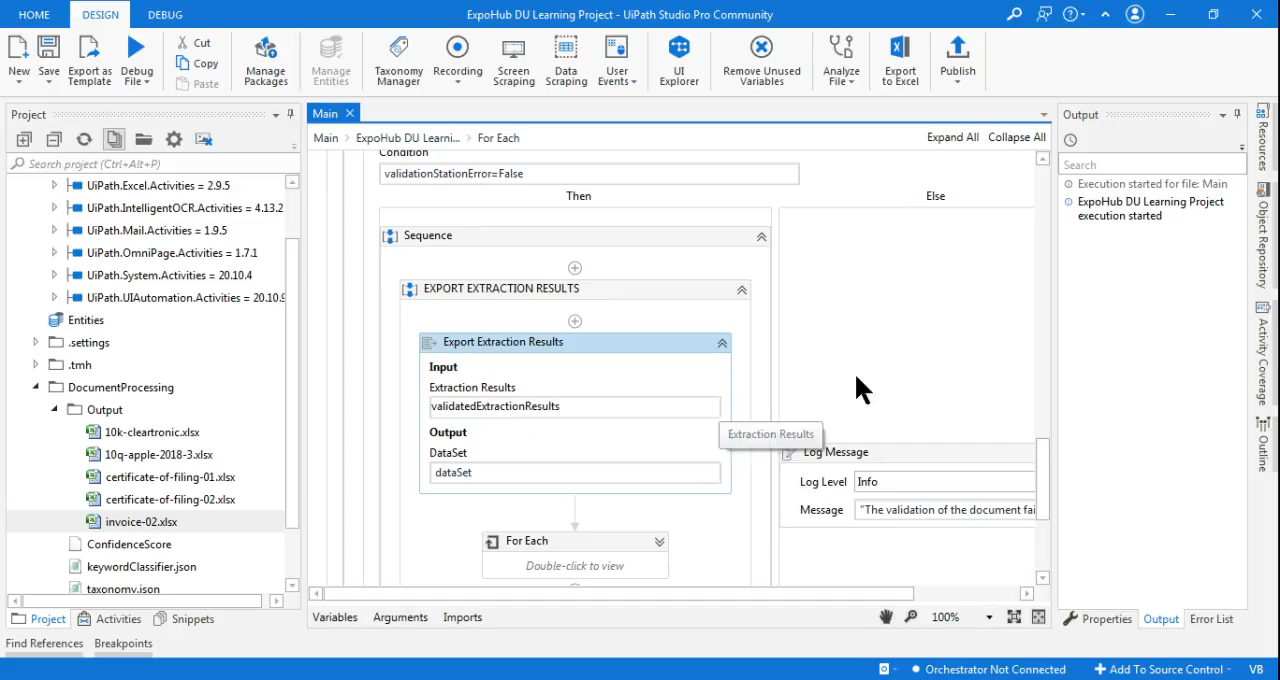 HOME DESIGN DEBUG ExpoHub DU Learning Project - UiPath Studio Pro Community
New Save Export as Template Debug File Cut Copy Paste Manage Packages Manage Entities Taxonomy Manager Recording Screen Scraping Data Scraping User Events UI Explorer Remove Unused Variables Analyze File Export to Excel Publish
Project
Search project (Ctrl+Alt+P)
UiPath.Excel.Activities = 2.9.5
UiPath.IntelligentOCR.Activities = 4.13.2
UiPath.Mail.Activities = 1.9.5
UiPath.OmniPage.Activities = 1.7.1
UiPath.System.Activities = 20.10.4
UiPath.UIAutomation.Activities = 20.10.9
Entities
.settings
.tmh
DocumentProcessing
Output
10k-cleartronic.xlsx
10q-apple-2018-3.xlsx
certificate-of-filing-01.xlsx
certificate-of-filing-02.xlsx
invoice-02.xlsx
ConfidenceScore
keywordClassifier.json
taxonomy.json
Project Activities Snippets
Find References Breakpoints
Main
Main > ExpoHub DU Learni... > For Each Expand All Collapse All
Condition
validationStationError=False
Then Else
Sequence
EXPORT EXTRACTION RESULTS
Export Extraction Results
Input
Extraction Results
validatedExtractionResults
Output
DataSet
dataSet
Extraction Results
For Each
Double-click to view
Log Message
Log Level Info
Message "The validation of the document fai
Variables Arguments Imports 100%
Output
Search
Execution started for file: Main
ExpoHub DU Learning Project
execution started
Properties Output Error List
Resources
Object Repository
Activity Coverage
Outline
Orchestrator Not Connected Add To Source Control VB